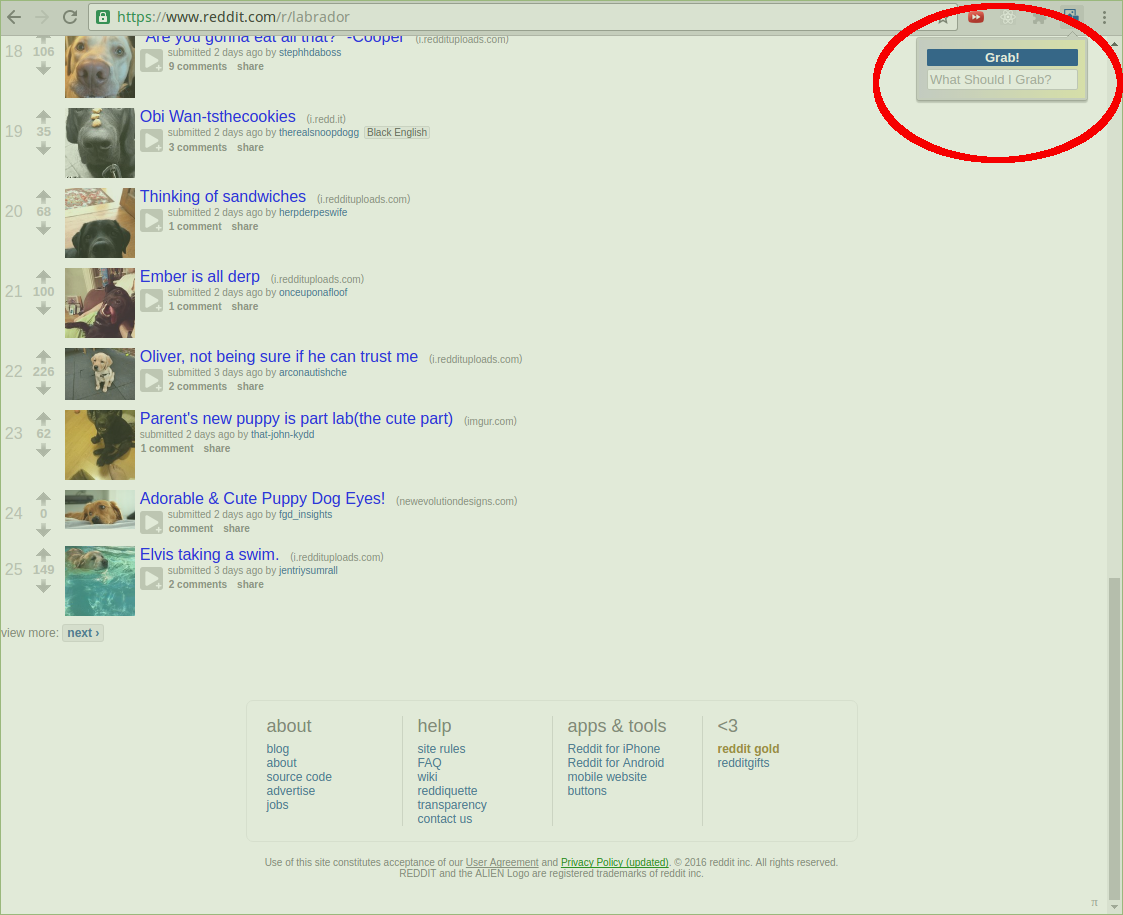 https://www.reddit.com/r/labrador
Grab!
What Should I Grab?
18 106 "Are you gonna eat all that?" -Cooper (i.reddituploads.com)
submitted 2 days ago by stephhdaboss
9 comments share
19 35 Obi Wan-tsthecookies (i.redd.it)
submitted 2 days ago by therealsnoopdogg Black English
3 comments share
20 68 Thinking of sandwiches (i.reddituploads.com)
submitted 2 days ago by herpderpeswife
1 comment share
21 100 Ember is all derp (i.reddituploads.com)
submitted 2 days ago by onceuponafloof
1 comment share
22 226 Oliver, not being sure if he can trust me (i.reddituploads.com)
submitted 3 days ago by arconautishche
2 comments share
23 62 Parent's new puppy is part lab(the cute part) (imgur.com)
submitted 2 days ago by that-john-kydd
1 comment share
24 0 Adorable & Cute Puppy Dog Eyes! (newevolutiondesigns.com)
submitted 2 days ago by fgd_insights
comment share
25 149 Elvis taking a swim. (i.reddituploads.com)
submitted 3 days ago by jentriysumrall
2 comments share
view more: next ›
about
blog
about
source code
advertise
jobs
help
site rules
FAQ
wiki
reddiquette
transparency
contact us
apps & tools
Reddit for iPhone
Reddit for Android
mobile website
buttons
<3
reddit gold
redditgifts
Use of this site constitutes acceptance of our User Agreement and Privacy Policy (updated). © 2016 reddit inc. All rights reserved.
REDDIT and the ALIEN Logo are registered trademarks of reddit inc.
π